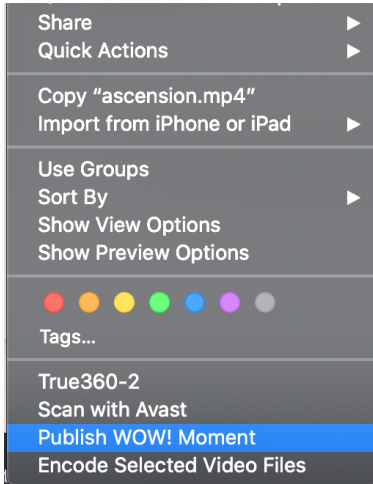 Share
Quick Actions
Copy “ascension.mp4”
Import from iPhone or iPad
Use Groups
Sort By
Show View Options
Show Preview Options
Tags...
True360-2
Scan with Avast
Publish WOW! Moment
Encode Selected Video Files